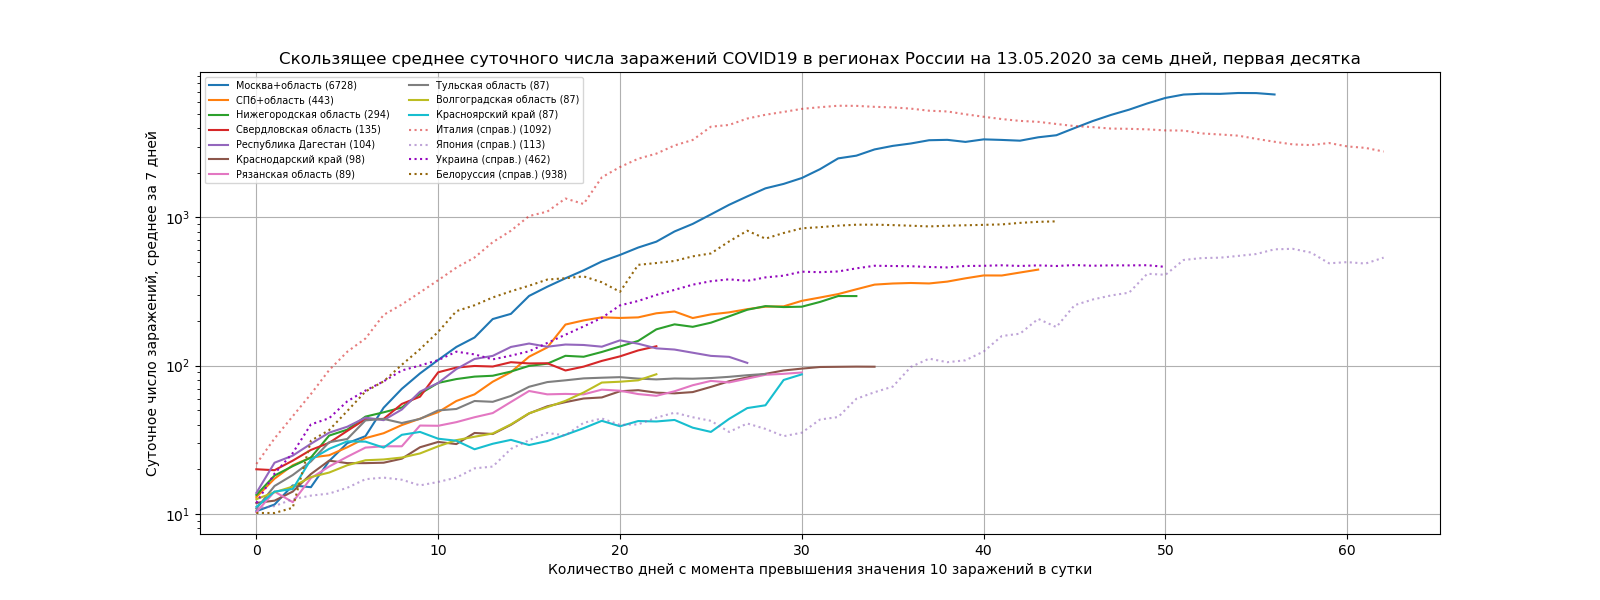 Скользящее среднее суточного числа заражений COVID19 в регионах России на 13.05.2020 за семь дней, первая десятка
Москва+область (6728)
СПб+область (443)
Нижегородская область (294)
Свердловская область (135)
Республика Дагестан (104)
Краснодарский край (98)
Рязанская область (89)
Тульская область (87)
Волгоградская область (87)
Красноярский край (87)
Италия (справ.) (1092)
Япония (справ.) (113)
Украина (справ.) (462)
Белоруссия (справ.) (938)
Суточное число заражений, среднее за 7 дней
10³
10²
10¹
0 10 20 30 40 50 60
Количество дней с момента превышения значения 10 заражений в сутки